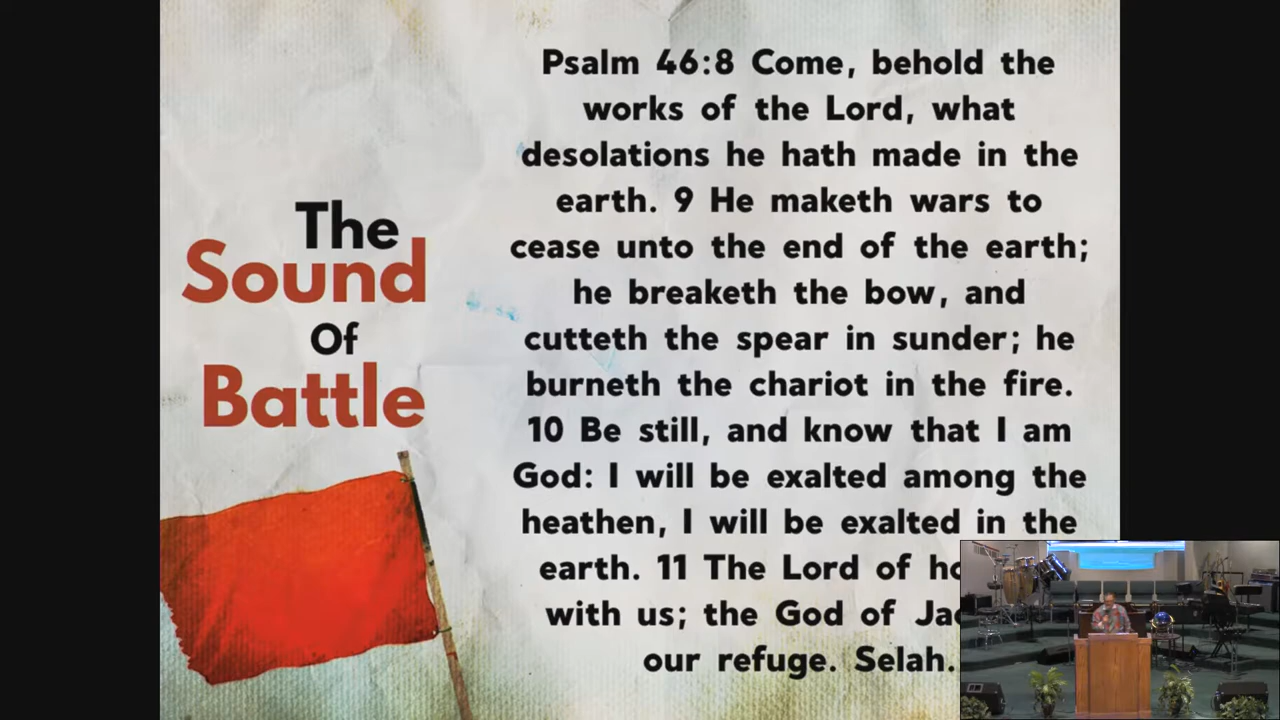 The
Sound
Of
Battle
Psalm 46:8 Come, behold the
works of the Lord, what
desolations he hath made in the
earth. 9 He maketh wars to
cease unto the end of the earth;
he breaketh the bow, and
cutteth the spear in sunder; he
burneth the chariot in the fire.
10 Be still, and know that I am
God: I will be exalted among the
heathen, I will be exalted in the
earth. 11 The Lord of
with us; the God of
our refuge. Selah.